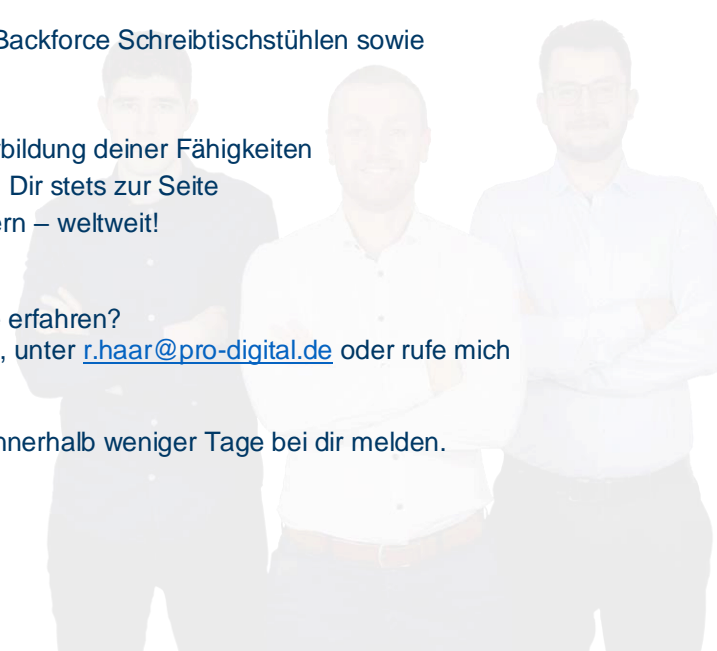 Backforce Schreibtischstühlen sowie
bildung deiner Fähigkeiten
Dir stets zur Seite
ern – weltweit!
erfahren?
, unter r.haar@pro-digital.de oder rufe mich
nnerhalb weniger Tage bei dir melden.